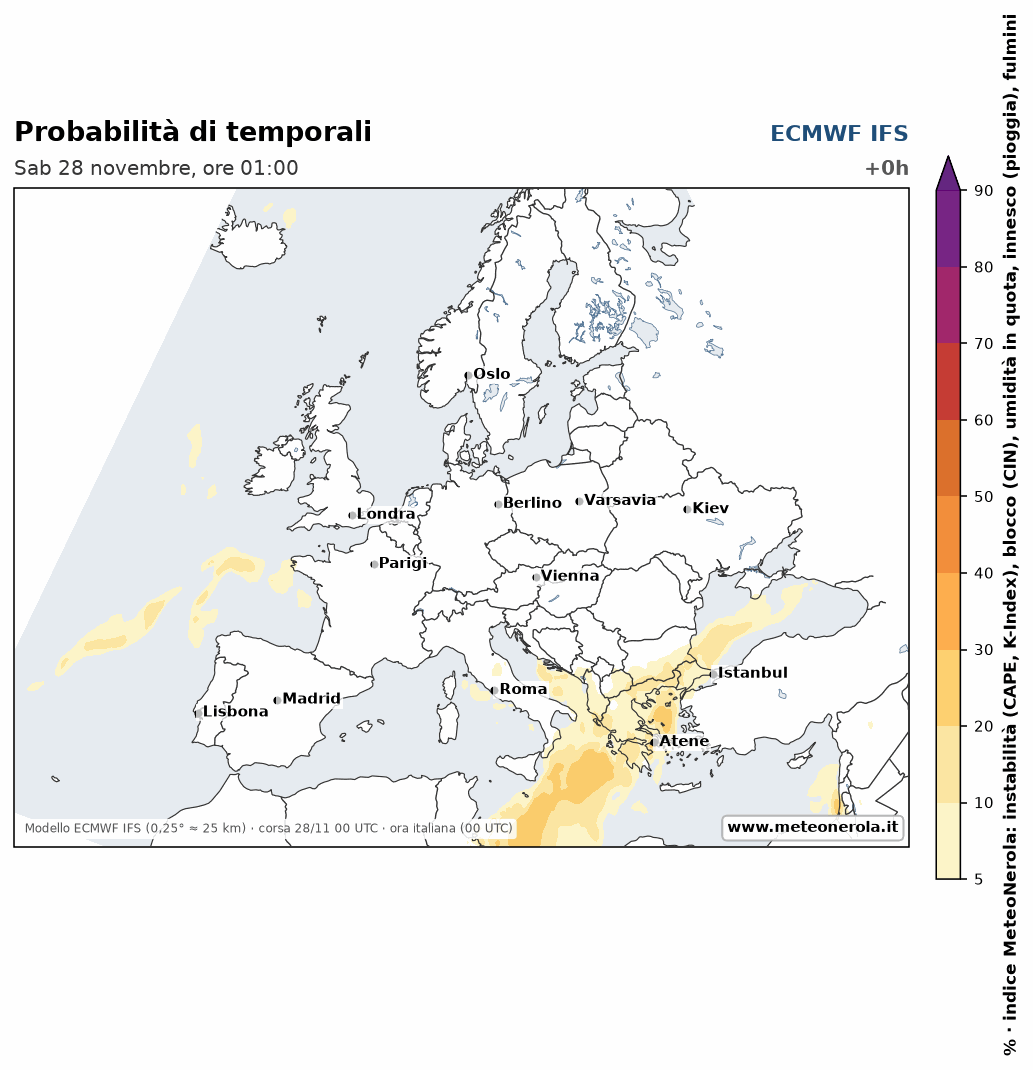 Probabilità di temporali
ECMWF IFS
Sab 28 novembre, ore 01:00
+0h
Oslo
Londra
Berlino
Varsavia
Kiev
Parigi
Vienna
Istanbul
Roma
Madrid
Lisbona
Atene
Modello ECMWF IFS (0,25° ≈ 25 km) · corsa 28/11 00 UTC · ora italiana (00 UTC)
www.meteonerola.it
90
80
70
60
50
40
30
20
10
5
% · indice MeteoNerola: instabilità (CAPE, K-Index), blocco (CIN), umidità in quota, innesco (pioggia), fulmini